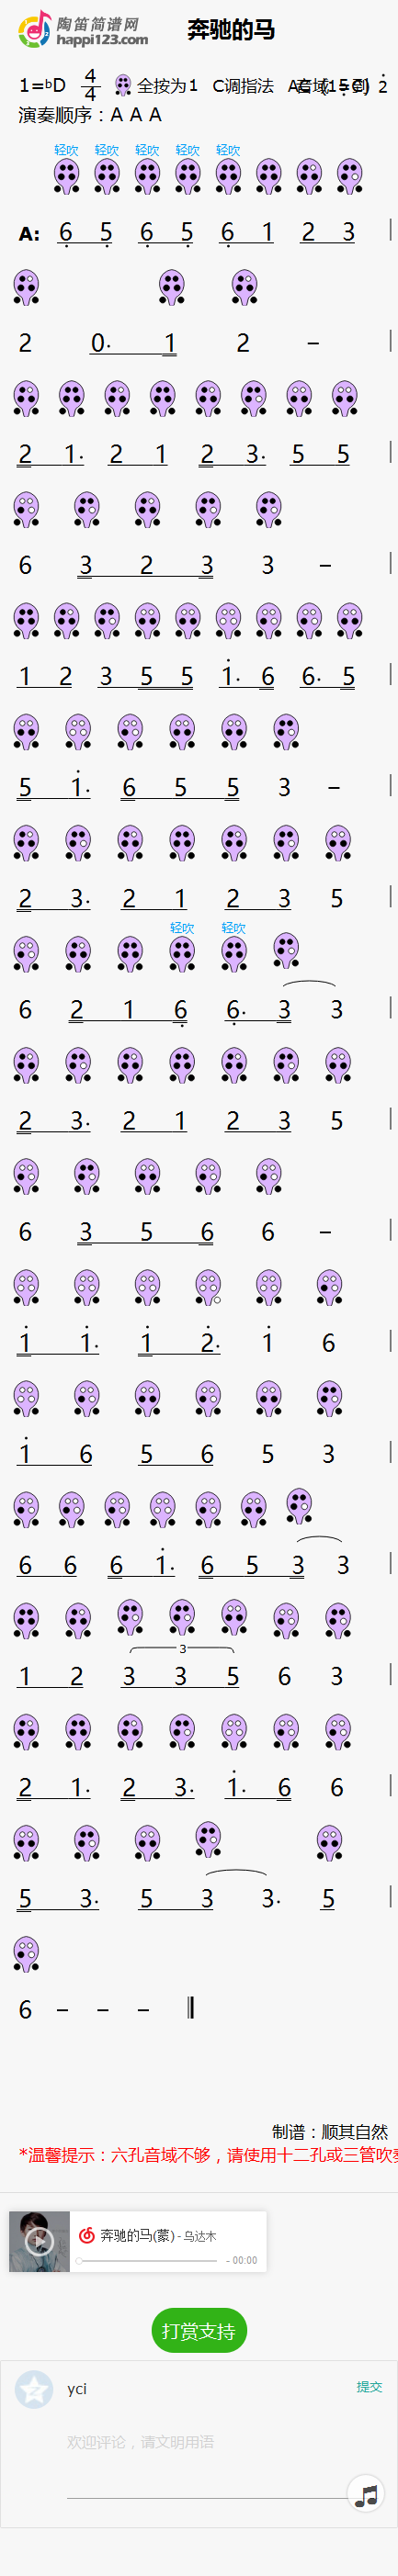 陶笛简谱网
happi123.com
奔驰的马
1=ᵇD 4/4 全按为1 C调指法
演奏顺序：A A A
轻吹 轻吹 轻吹 轻吹 轻吹
A: 6 5 6 5 6 1 2 3 |
2 0· 1 2 – |
2 1· 2 1 2 3· 5 5 |
6 3 2 3 3 – |
1 2 3 5 5 1· 6 6· 5 |
5 1· 6 5 5 3 – |
2 3· 2 1 2 3 5 |
轻吹 轻吹
6 2 1 6 6· 3 3 |
2 3· 2 1 2 3 5 |
6 3 5 6 6 – |
1 1· 1 2· 1 6 |
1 6 5 6 5 3 |
6 6 6 1· 6 5 3 3 |
3
1 2 3 3 5 6 3 |
2 1· 2 3· 1· 6 6 |
5 3· 5 3 3· 5 |
6 – – –
制谱：顺其自然
*温馨提示：六孔音域不够，请使用十二孔或三管吹奏
奔驰的马(蒙) - 乌达木
- 00:00
打赏支持
yci 提交
欢迎评论，请文明用语